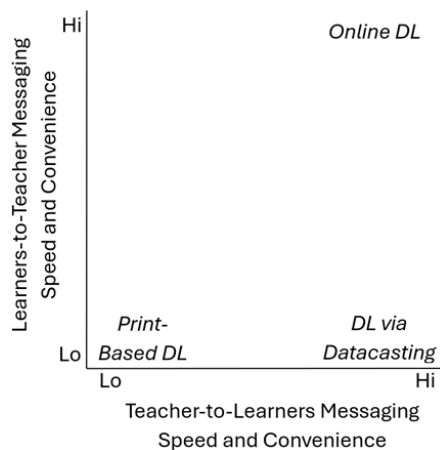 Hi
Online DL
Learners-to-Teacher Messaging
Speed and Convenience
Print-
Based DL
DL via
Datacasting
Lo
Lo
Hi
Teacher-to-Learners Messaging
Speed and Convenience